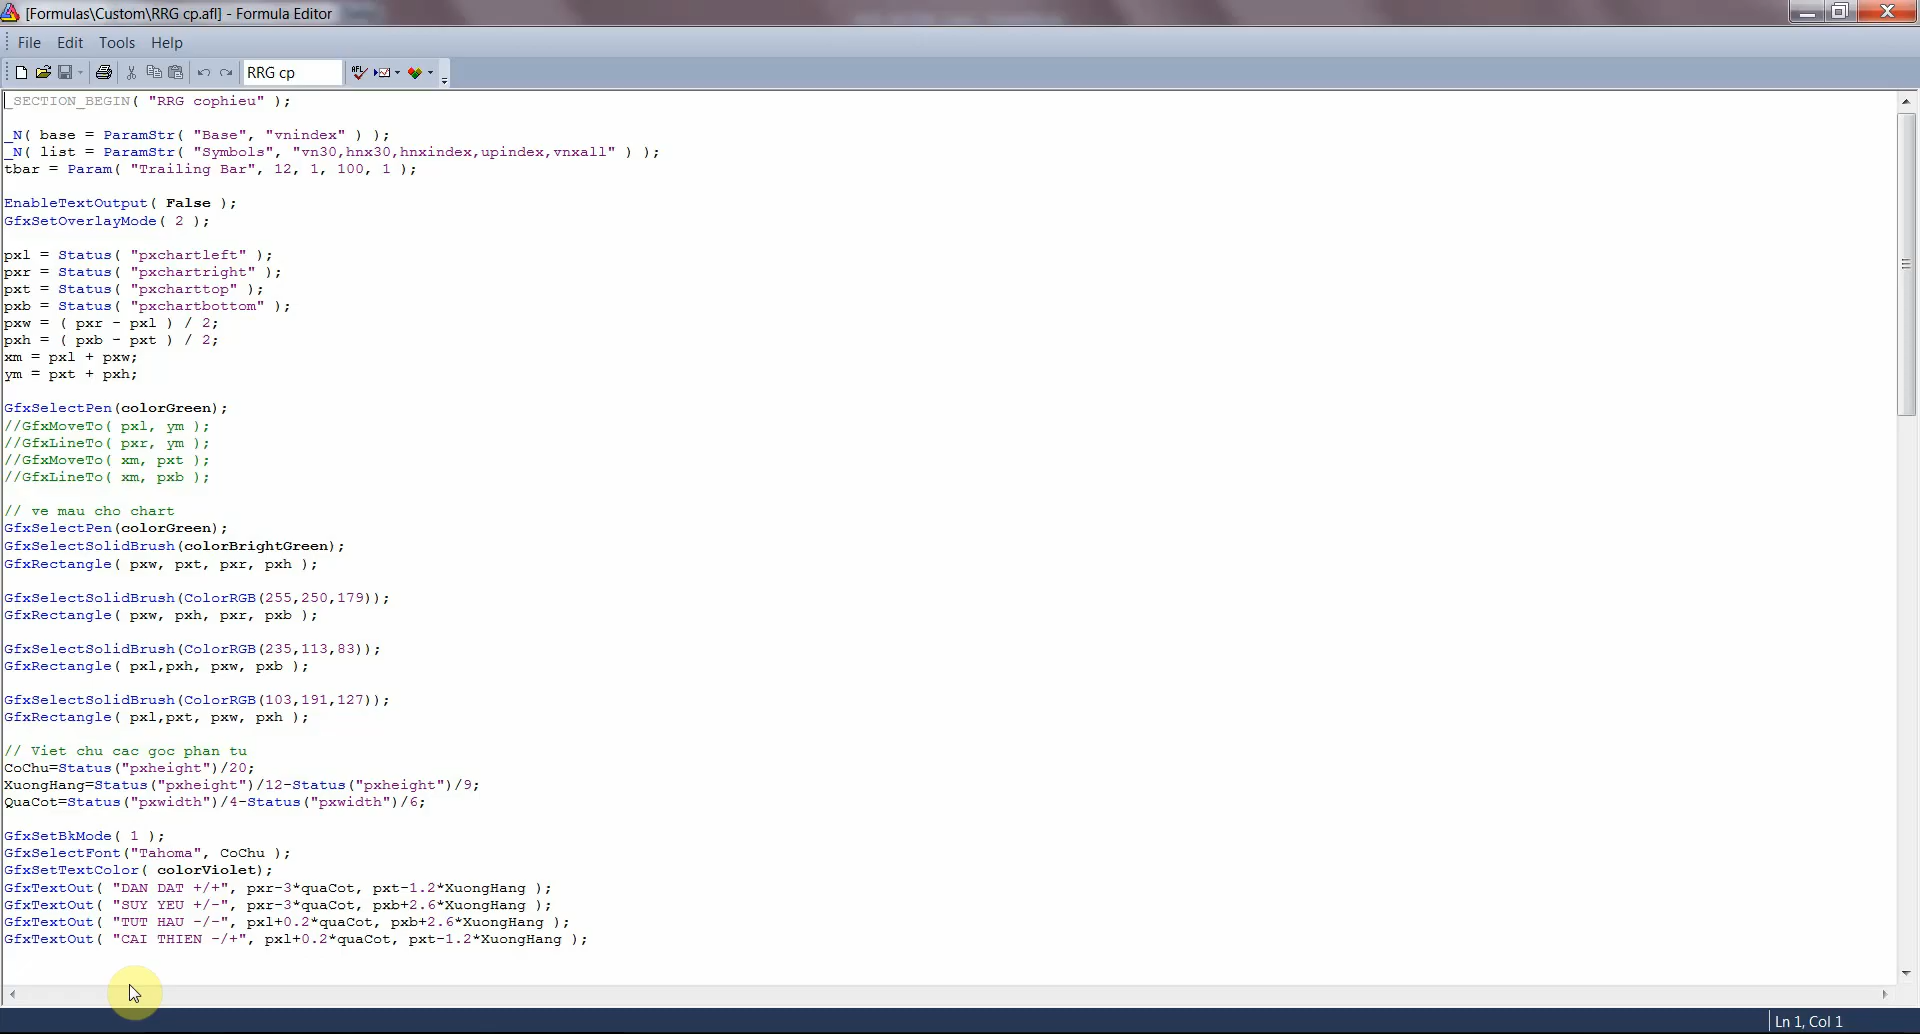 [Formulas\Custom\RRG cp.afl] - Formula Editor
File Edit Tools Help
RRG cp
_SECTION_BEGIN( "RRG cophieu" );
_N( base = ParamStr( "Base", "vnindex" ) );
_N( list = ParamStr( "Symbols", "vn30,hnx30,hnxindex,upindex,vnxall" ) );
tbar = Param( "Trailing Bar", 12, 1, 100, 1 );
EnableTextOutput( False );
GfxSetOverlayMode( 2 );
pxl = Status( "pxchartleft" );
pxr = Status( "pxchartright" );
pxt = Status( "pxcharttop" );
pxb = Status( "pxchartbottom" );
pxw = ( pxr - pxl ) / 2;
pxh = ( pxb - pxt ) / 2;
xm = pxl + pxw;
ym = pxt + pxh;
GfxSelectPen(colorGreen);
//GfxMoveTo( pxl, ym );
//GfxLineTo( pxr, ym );
//GfxMoveTo( xm, pxt );
//GfxLineTo( xm, pxb );
// ve mau cho chart
GfxSelectPen(colorGreen);
GfxSelectSolidBrush(colorBrightGreen);
GfxRectangle( pxw, pxt, pxr, pxh );
GfxSelectSolidBrush(ColorRGB(255,250,179));
GfxRectangle( pxw, pxh, pxr, pxb );
GfxSelectSolidBrush(ColorRGB(235,113,83));
GfxRectangle( pxl,pxh, pxw, pxb );
GfxSelectSolidBrush(ColorRGB(103,191,127));
GfxRectangle( pxl,pxt, pxw, pxh );
// Viet chu cac goc phan tu
CoChu=Status("pxheight")/20;
XuongHang=Status("pxheight")/12-Status("pxheight")/9;
QuaCot=Status("pxwidth")/4-Status("pxwidth")/6;
GfxSetBkMode( 1 );
GfxSelectFont("Tahoma", CoChu );
GfxSetTextColor( colorViolet);
GfxTextOut( "DAN DAT +/+", pxr-3*quaCot, pxt-1.2*XuongHang );
GfxTextOut( "SUY YEU +/-", pxr-3*quaCot, pxb+2.6*XuongHang );
GfxTextOut( "TUT HAU -/-", pxl+0.2*quaCot, pxb+2.6*XuongHang );
GfxTextOut( "CAI THIEN -/+", pxl+0.2*quaCot, pxt-1.2*XuongHang );
Ln 1, Col 1